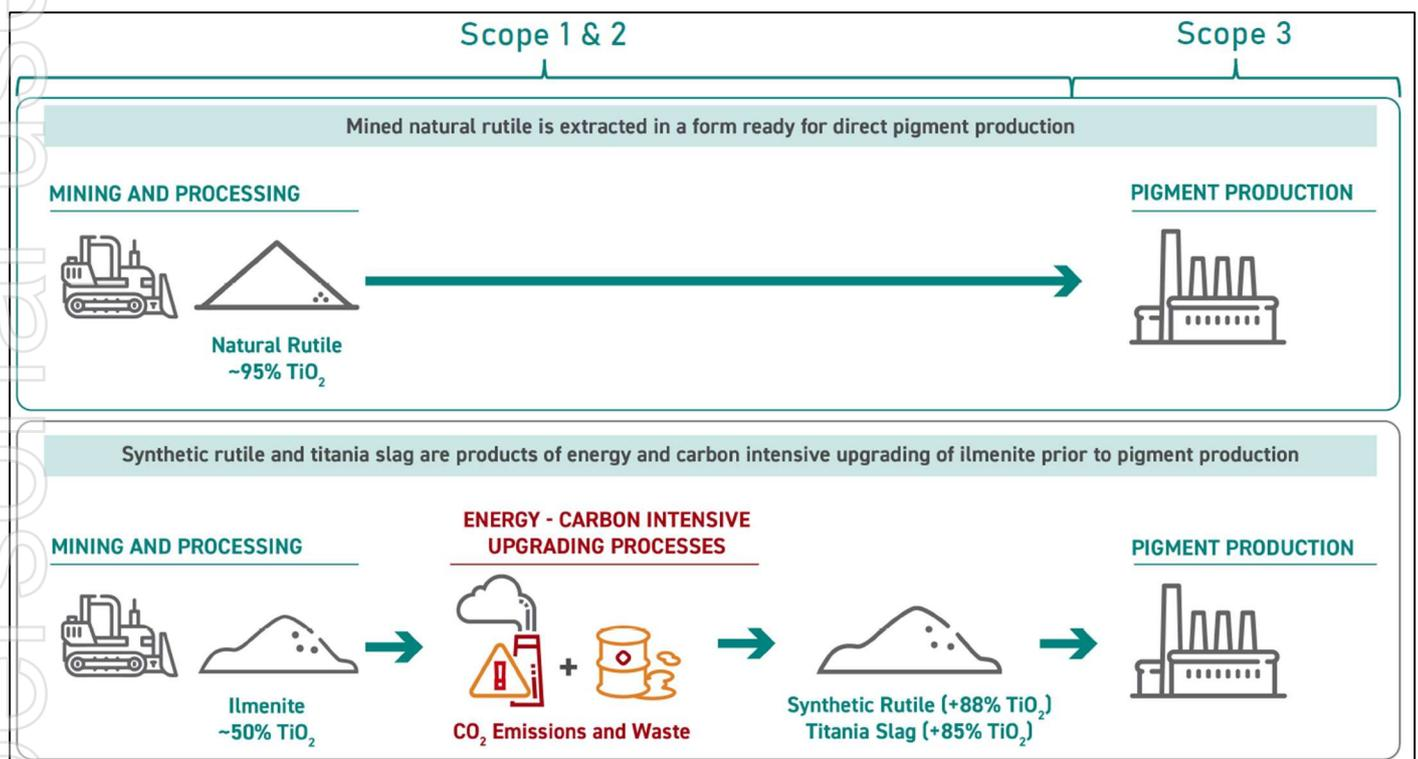 Scope 1 & 2
Scope 3
Mined natural rutile is extracted in a form ready for direct pigment production
MINING AND PROCESSING
PIGMENT PRODUCTION
Natural Rutile
~95% TiO₂
Synthetic rutile and titania slag are products of energy and carbon intensive upgrading of ilmenite prior to pigment production
MINING AND PROCESSING
ENERGY - CARBON INTENSIVE
UPGRADING PROCESSES
PIGMENT PRODUCTION
+
Ilmenite
~50% TiO₂
CO₂ Emissions and Waste
Synthetic Rutile (+88% TiO₂)
Titania Slag (+85% TiO₂)